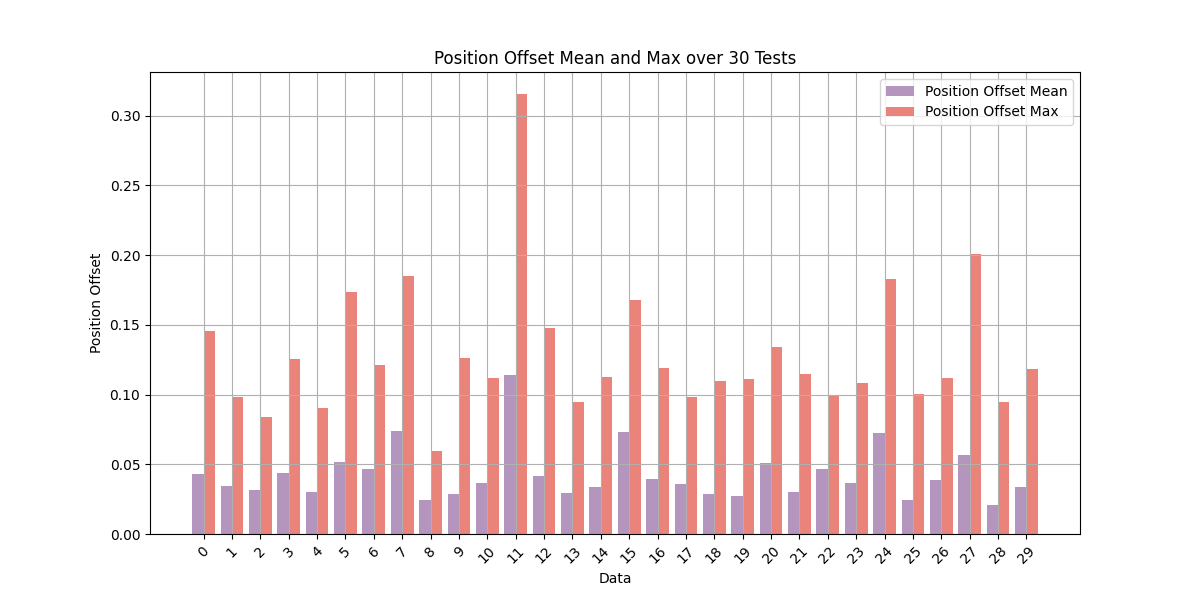 Position Offset Mean and Max over 30 Tests
Position Offset Mean
Position Offset Max
Position Offset
0.30
0.25
0.20
0.15
0.10
0.05
0.00
0 1 2 3 4 5 6 7 8 9 10 11 12 13 14 15 16 17 18 19 20 21 22 23 24 25 26 27 28 29
Data